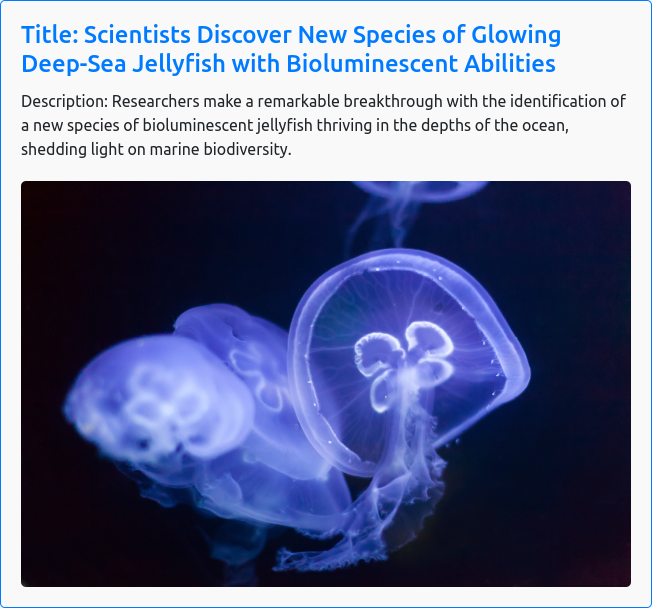 Title: Scientists Discover New Species of Glowing
Deep-Sea Jellyfish with Bioluminescent Abilities
Description: Researchers make a remarkable breakthrough with the identification of
a new species of bioluminescent jellyfish thriving in the depths of the ocean,
shedding light on marine biodiversity.